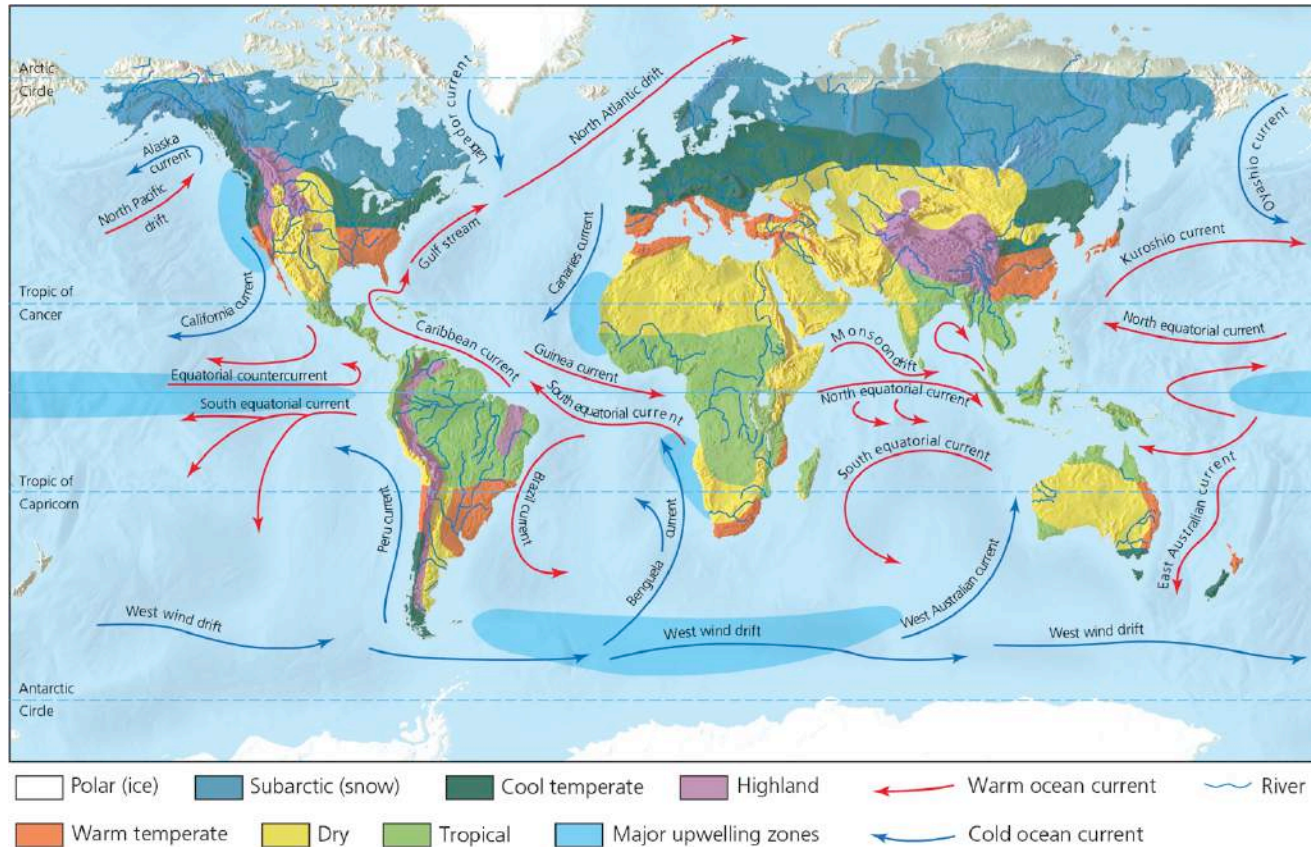 Arctic
Circle
Alaska
current
North Pacific
drift
Labrador current
North Atlantic drift
Oyashio current
Gulf stream
Canaries current
Kuroshio current
Tropic of
Cancer
California current
Caribbean current
Guinea current
Monsoon drift
North equatorial current
Equatorial countercurrent
South equatorial current
South equatorial current
North equatorial current
South equatorial current
Tropic of
Capricorn
Peru current
Brazil current
Benguela
current
West Australian current
East Australian current
West wind drift
West wind drift
West wind drift
Antarctic
Circle
Polar (ice)
Subarctic (snow)
Cool temperate
Highland
Warm ocean current
River
Warm temperate
Dry
Tropical
Major upwelling zones
Cold ocean current